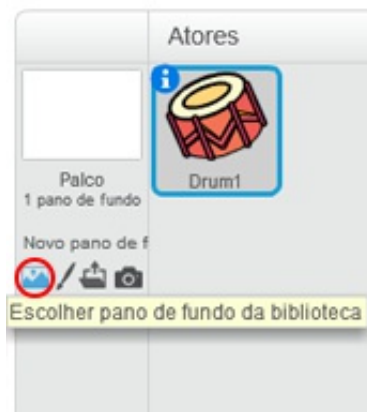 Atores
Palco
1 pano de fundo
Drum1
Novo pano de f
Escolher pano de fundo da biblioteca